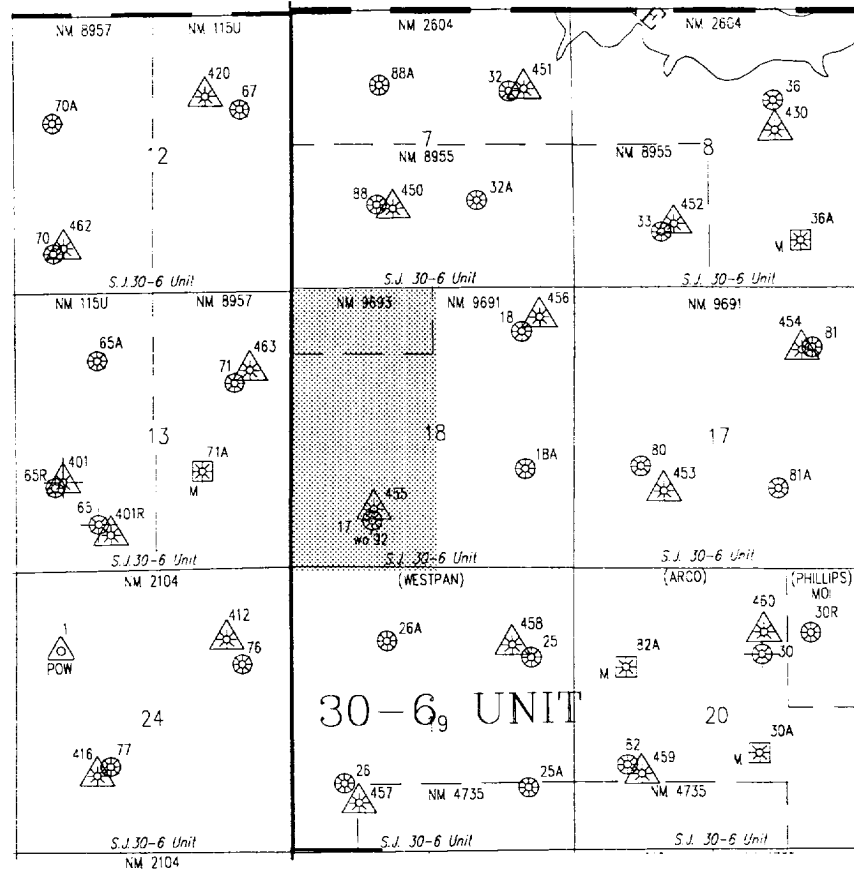 NM 8957 NM 115U NM 2604 NM 2604
E
420 67 88A 32 451 36
70A 430
12 7 8
NM 8955 NM 8955
462 70 88 450 32A 33 452 36A
M
S.J. 30-6 Unit S.J. 30-6 Unit S.J. 30-6 Unit
NM 115U NM 8957 NM 9693 NM 9691 NM 9691
65A 463 71 18 456 454 81
13 18 17
401 65R 71A 18A 80 453 81A
M
65 401R 455 17
wo 92
S.J. 30-6 Unit S.J. 30-6 Unit S.J. 30-6 Unit
NM 2104 (WESTPAN) (ARCO) (PHILLIPS)
MOI
1 412 76 26A 458 25 82A 460 30 30R
POW M
24 30-6 UNIT 20
19
416 77 30A
M
26 457 25A 82 459
NM 4735 NM 4735
S.J. 30-6 Unit S.J. 30-6 Unit S.J. 30-6 Unit
NM 2104